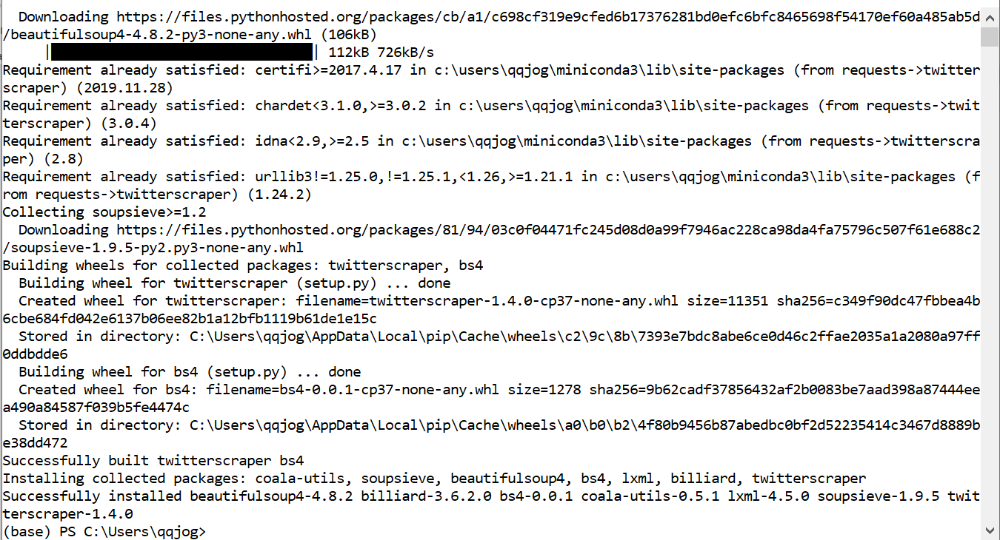 Downloading https://files.pythonhosted.org/packages/cb/a1/c698cf319e9cfed6b17376281bd0efc6bfc8465698f54170ef60a485ab5d
/beautifulsoup4-4.8.2-py3-none-any.whl (106kB)
     |████████████████████████████████| 112kB 726kB/s
Requirement already satisfied: certifi>=2017.4.17 in c:\users\qqjog\miniconda3\lib\site-packages (from requests->twitter
scraper) (2019.11.28)
Requirement already satisfied: chardet<3.1.0,>=3.0.2 in c:\users\qqjog\miniconda3\lib\site-packages (from requests->twit
terscraper) (3.0.4)
Requirement already satisfied: idna<2.9,>=2.5 in c:\users\qqjog\miniconda3\lib\site-packages (from requests->twitterscra
per) (2.8)
Requirement already satisfied: urllib3!=1.25.0,!=1.25.1,<1.26,>=1.21.1 in c:\users\qqjog\miniconda3\lib\site-packages (f
rom requests->twitterscraper) (1.24.2)
Collecting soupsieve>=1.2
  Downloading https://files.pythonhosted.org/packages/81/94/03c0f04471fc245d08d0a99f7946ac228ca98da4fa75796c507f61e688c2
/soupsieve-1.9.5-py2.py3-none-any.whl
Building wheels for collected packages: twitterscraper, bs4
  Building wheel for twitterscraper (setup.py) ... done
  Created wheel for twitterscraper: filename=twitterscraper-1.4.0-cp37-none-any.whl size=11351 sha256=c349f90dc47fbbea4b
6cbe684fd042e6137b06ee82b1a12bfb1119b61de1e15c
  Stored in directory: C:\Users\qqjog\AppData\Local\pip\Cache\wheels\c2\9c\8b\7393e7bdc8abe6ce0d46c2ffae2035a1a2080a97ff
0ddbdde6
  Building wheel for bs4 (setup.py) ... done
  Created wheel for bs4: filename=bs4-0.0.1-cp37-none-any.whl size=1278 sha256=9b62cadf37856432af2b0083be7aad398a87444ee
a490a84587f039b5fe4474c
  Stored in directory: C:\Users\qqjog\AppData\Local\pip\Cache\wheels\a0\b0\b2\4f80b9456b87abedbc0bf2d52235414c3467d8889b
e38dd472
Successfully built twitterscraper bs4
Installing collected packages: coala-utils, soupsieve, beautifulsoup4, bs4, lxml, billiard, twitterscraper
Successfully installed beautifulsoup4-4.8.2 billiard-3.6.2.0 bs4-0.0.1 coala-utils-0.5.1 lxml-4.5.0 soupsieve-1.9.5 twit
terscraper-1.4.0
(base) PS C:\Users\qqjog>